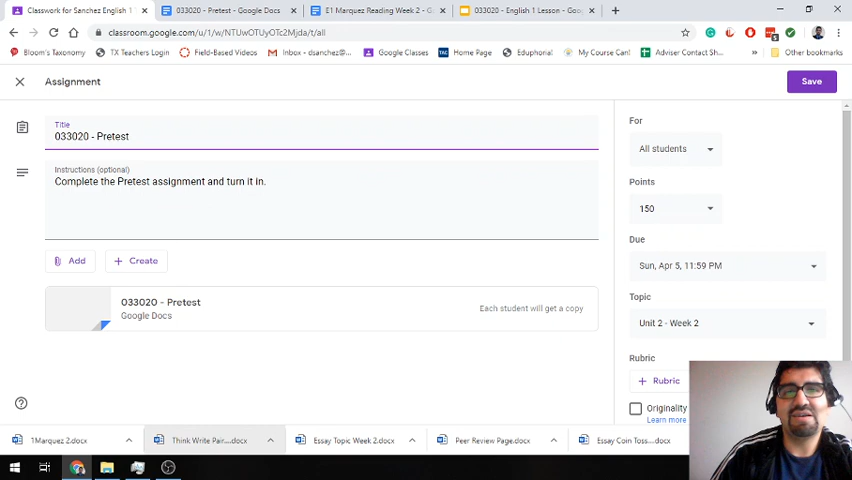 Classwork for Sanchez English 1
033020 - Pretest - Google Docs
E1 Marquez Reading Week 2 - G
033020 - English 1 Lesson - Goo
classroom.google.com/u/1/w/NTUwOTUyOTc2Mjda/t/all
Bloom's Taxonomy
TX Teachers Login
Field-Based Videos
Inbox - dsanchez@...
Google Classes
Home Page
Eduphoria!
My Course Can!
Adviser Contact Sh...
Other bookmarks
Assignment
Save
Title
033020 - Pretest
Instructions (optional)
Complete the Pretest assignment and turn it in.
Add
Create
033020 - Pretest
Google Docs
Each student will get a copy
For
All students
Points
150
Due
Sun, Apr 5, 11:59 PM
Topic
Unit 2 - Week 2
Rubric
Rubric
Originality
Learn more
1Marquez 2.docx
Think Write Pair....docx
Essay Topic Week 2.docx
Peer Review Page.docx
Essay Coin Toss....docx